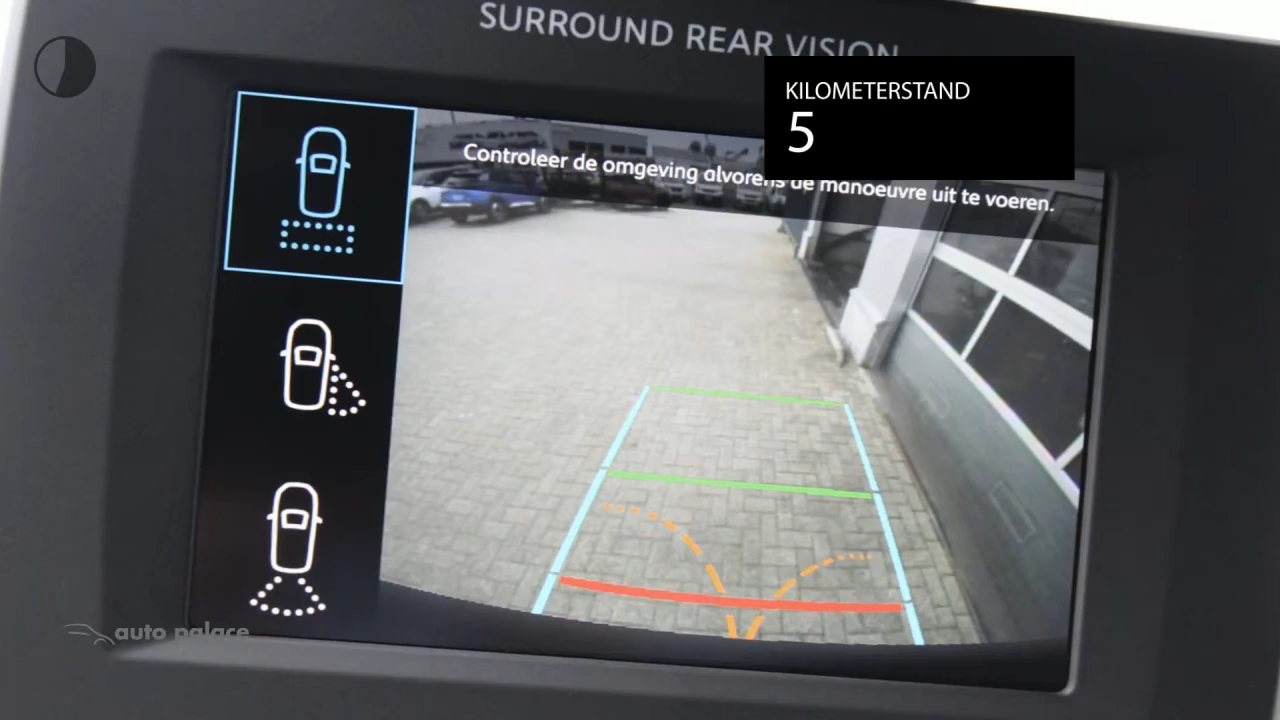 SURROUND REAR VISION
KILOMETERSTAND
5
Controleer de omgeving alvorens de manoeuvre uit te voeren.
auto palace